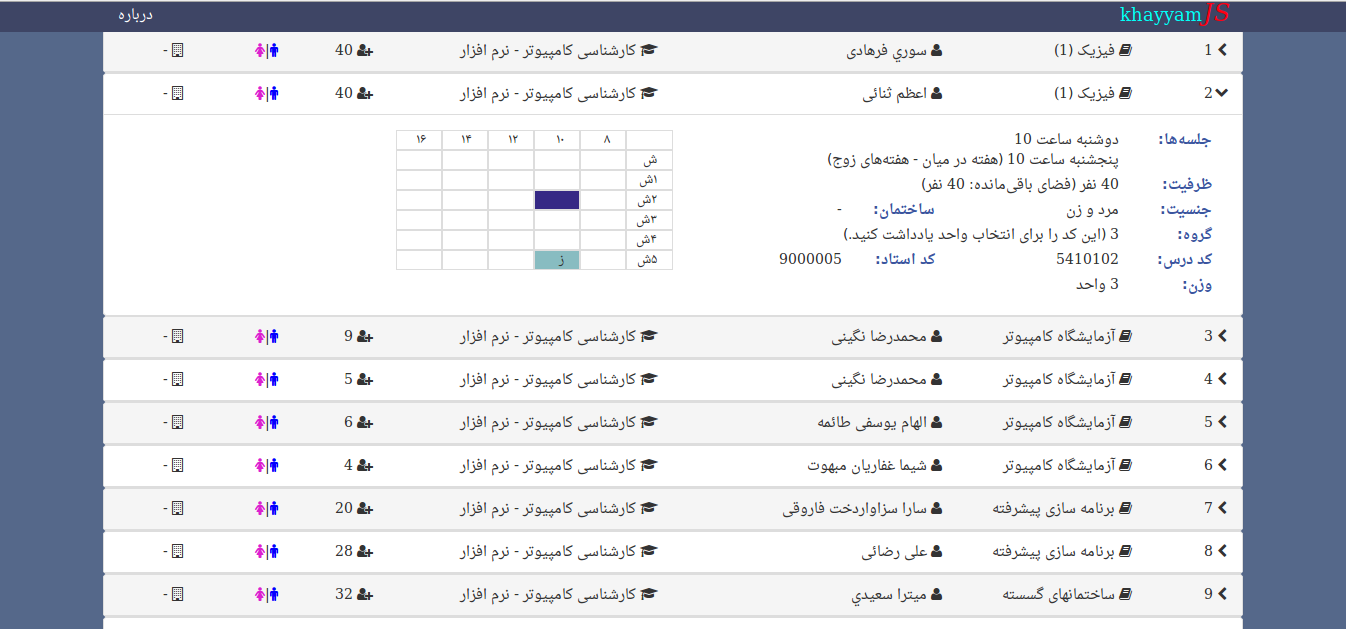 khayyamJS درباره
1 فیزیک (1) سوري فرهادی کارشناسی کامپیوتر - نرم افزار 40 | -
2 فیزیک (1) اعظم ثنائی کارشناسی کامپیوتر - نرم افزار 40 | -
جلسه‌ها: دوشنبه ساعت 10
پنجشنبه ساعت 10 (هفته در میان - هفته‌های زوج)
ظرفیت: 40 نفر (فضای باقی‌مانده: 40 نفر)
جنسیت: مرد و زن ساختمان: -
گروه: 3 (این کد را برای انتخاب واحد یادداشت کنید.)
کد درس: 5410102 کد استاد: 9000005
وزن: 3 واحد
۸ ۱۰ ۱۲ ۱۴ ۱۶
ش
۱ش
۲ش
۳ش
۴ش
۵ش ز
3 آزمایشگاه کامپیوتر محمدرضا نگینی کارشناسی کامپیوتر - نرم افزار 9 | -
4 آزمایشگاه کامپیوتر محمدرضا نگینی کارشناسی کامپیوتر - نرم افزار 5 | -
5 آزمایشگاه کامپیوتر الهام یوسفی طائمه کارشناسی کامپیوتر - نرم افزار 6 | -
6 آزمایشگاه کامپیوتر شیما غفاریان مبهوت کارشناسی کامپیوتر - نرم افزار 4 | -
7 برنامه سازی پیشرفته سارا سزاواردخت فاروقی کارشناسی کامپیوتر - نرم افزار 20 | -
8 برنامه سازی پیشرفته علی رضائی کارشناسی کامپیوتر - نرم افزار 28 | -
9 ساختمانهای گسسته میترا سعیدي کارشناسی کامپیوتر - نرم افزار 32 | -